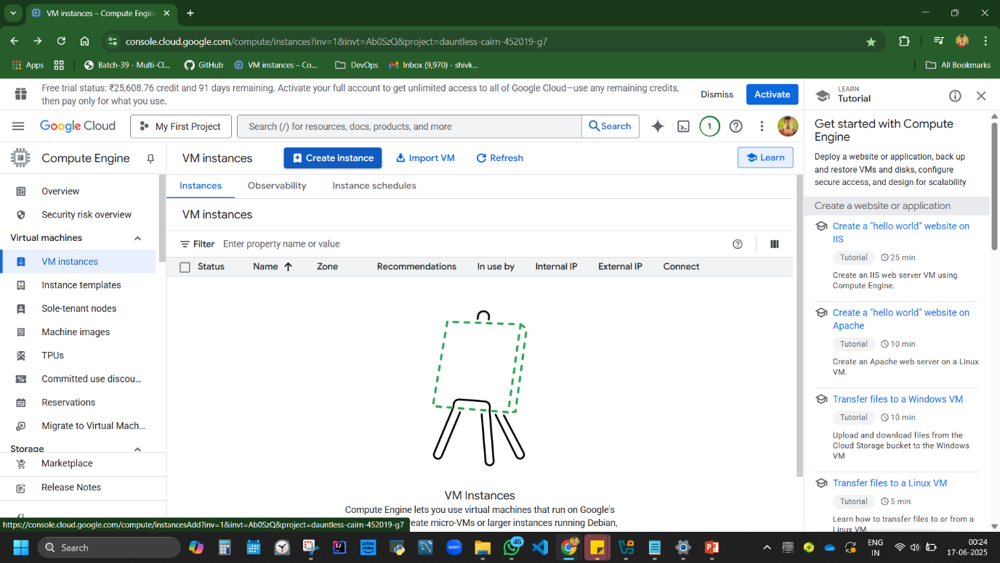 VM instances – Compute Engin
console.cloud.google.com/compute/instances?inv=1&invt=Ab0SzQ&project=dauntless-cairn-452019-g7
Apps
Batch-39 - Multi-Cl...
GitHub
VM instances – Co...
DevOps
Inbox (9,970) - shivk...
All Bookmarks
Free trial status: ₹25,608.76 credit and 91 days remaining. Activate your full account to get unlimited access to all of Google Cloud—use any remaining credits,
then pay only for what you use.
Dismiss
Activate
Google Cloud
My First Project
Search (/) for resources, docs, products, and more
Search
1
Compute Engine
Overview
Security risk overview
Virtual machines
VM instances
Instance templates
Sole-tenant nodes
Machine images
TPUs
Committed use discou...
Reservations
Migrate to Virtual Mach...
Storage
Marketplace
Release Notes
VM instances
Create instance
Import VM
Refresh
Learn
Instances
Observability
Instance schedules
VM instances
Filter
Enter property name or value
Status
Name
Zone
Recommendations
In use by
Internal IP
External IP
Connect
VM Instances
Compute Engine lets you use virtual machines that run on Google's
create micro-VMs or larger instances running Debian,
LEARN
Tutorial
Get started with Compute
Engine
Deploy a website or application, back up
and restore VMs and disks, configure
secure access, and design for scalability
Create a website or application
Create a "hello world" website on
IIS
Tutorial
25 min
Create an IIS web server VM using
Compute Engine.
Create a "hello world" website on
Apache
Tutorial
10 min
Create an Apache web server on a Linux
VM.
Transfer files to a Windows VM
Tutorial
10 min
Upload and download files from the
Cloud Storage bucket to the Windows
VM
Transfer files to a Linux VM
Tutorial
5 min
Learn how to transfer files to or from a
Linux VM.
https://console.cloud.google.com/compute/instancesAdd?inv=1&invt=Ab0SzQ&project=dauntless-cairn-452019-g7
Search
prime video
zoom
46
ENG
IN
00:24
17-06-2025